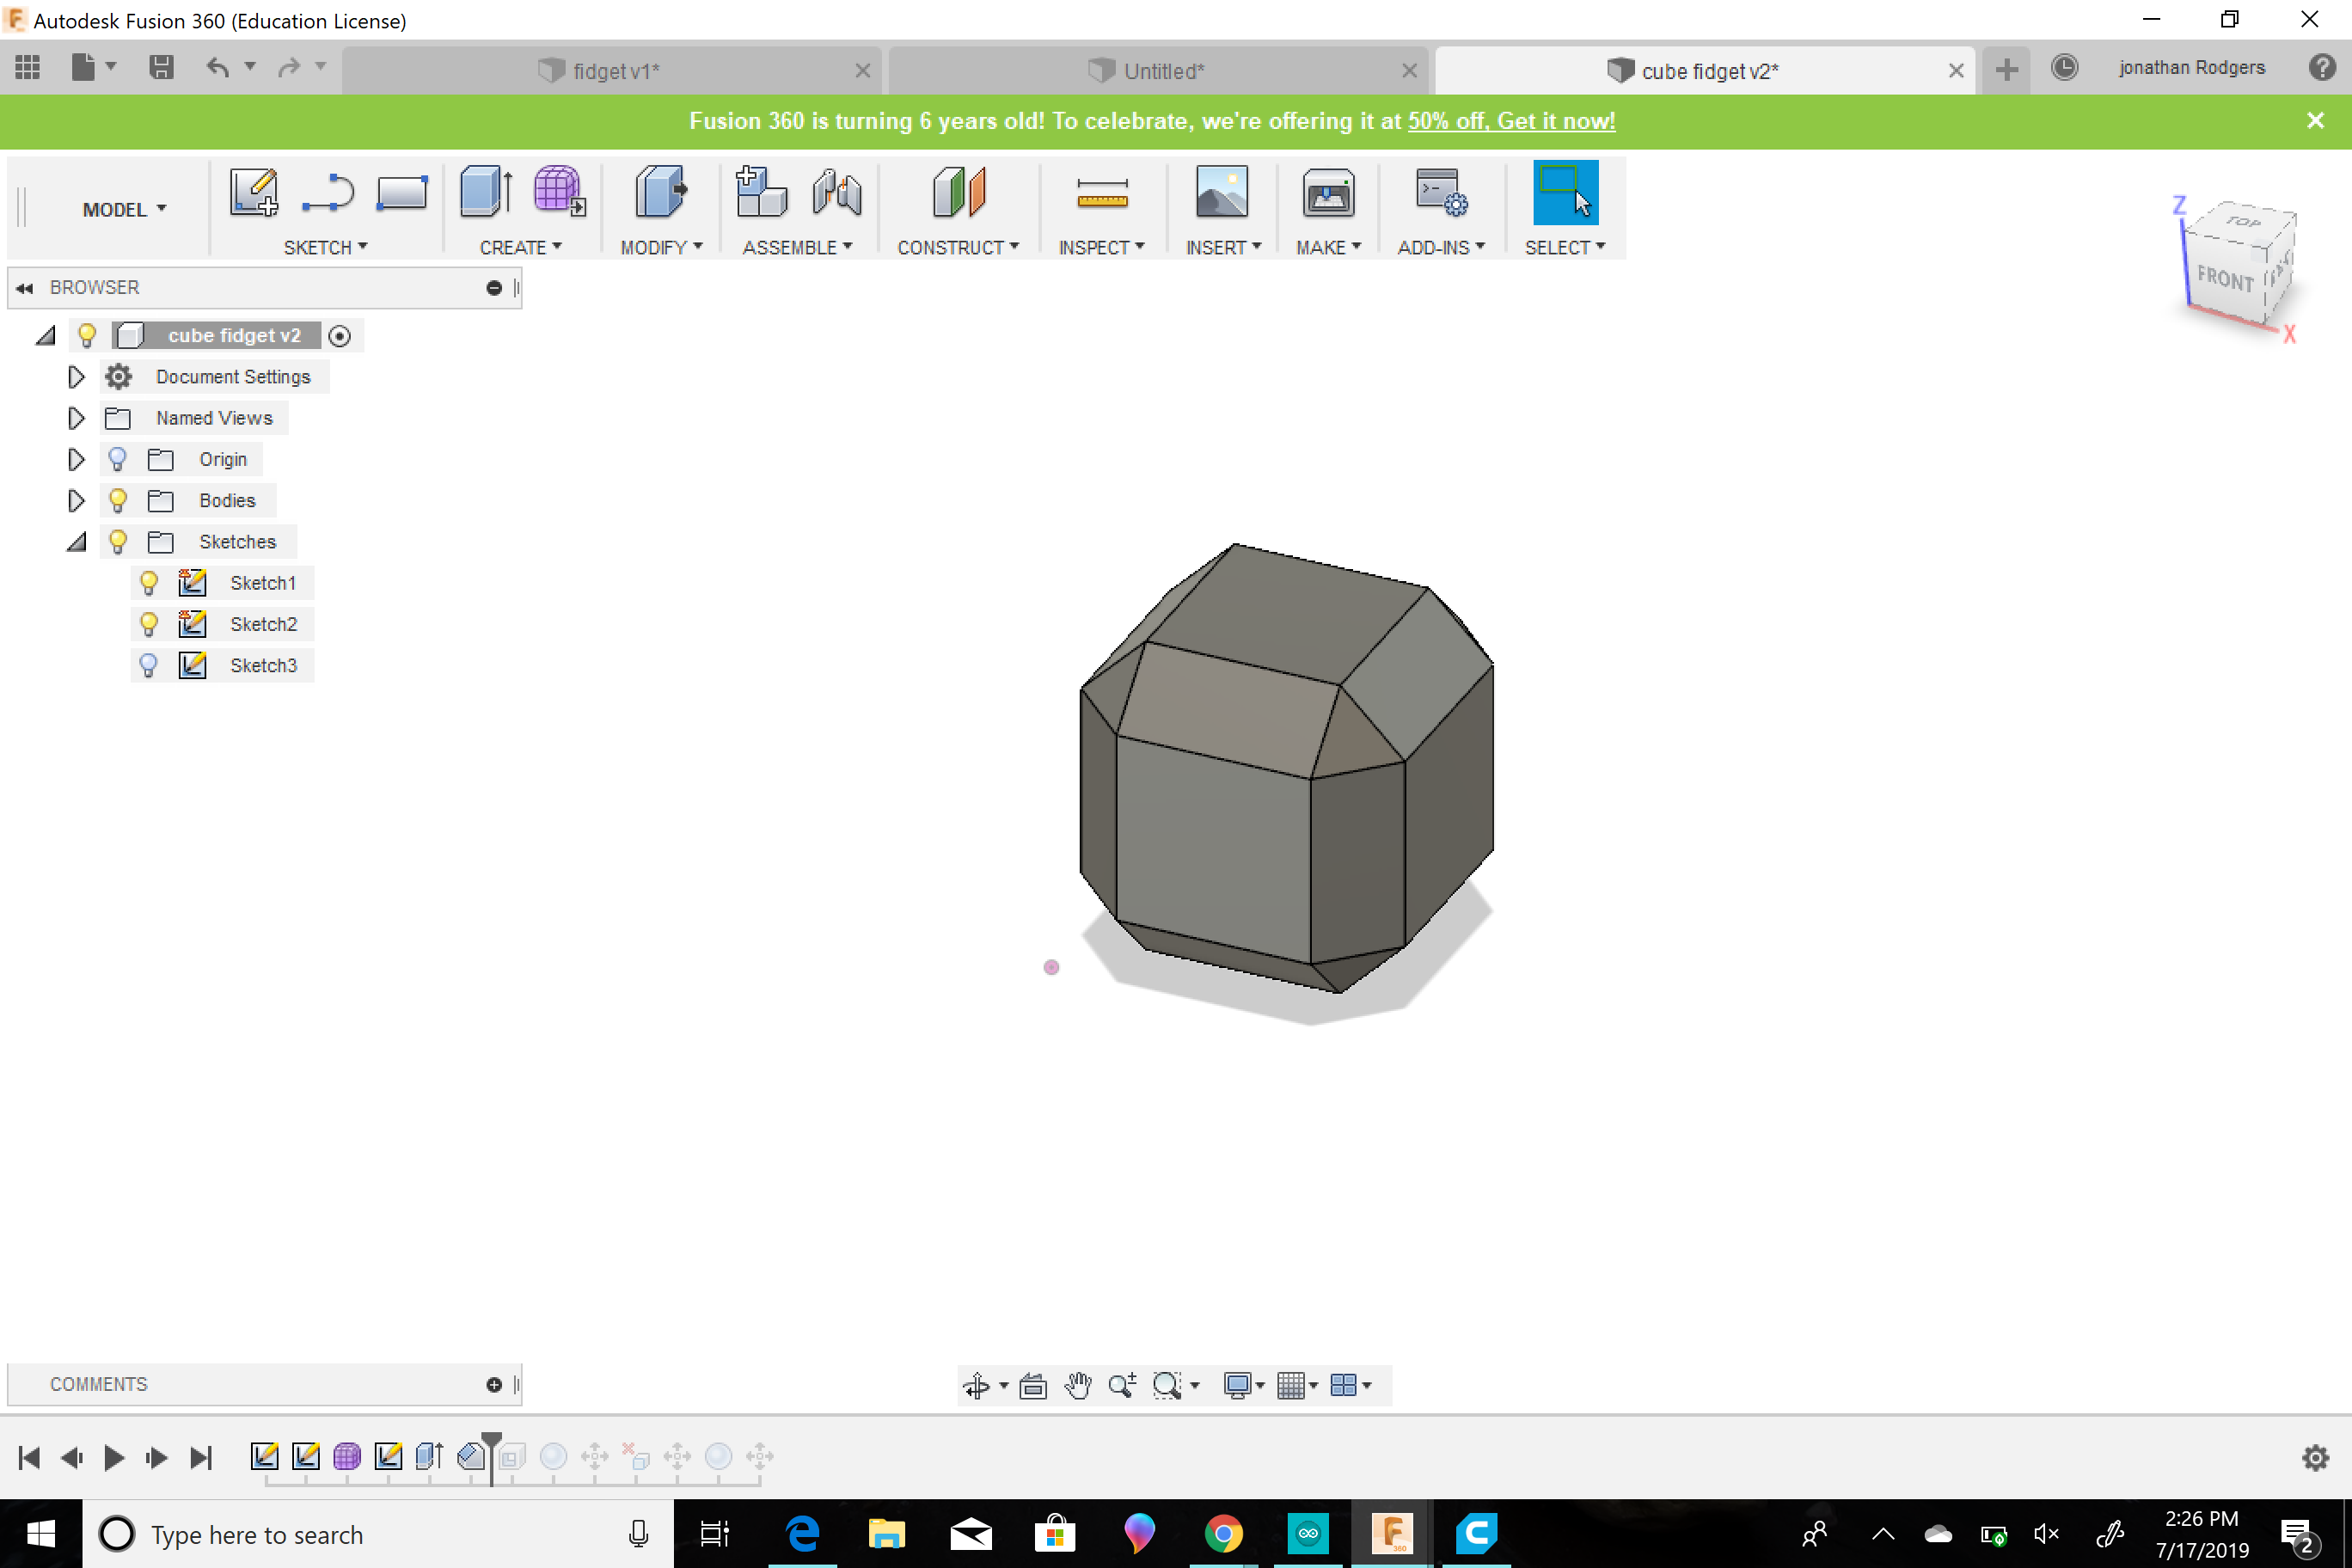 Autodesk Fusion 360 (Education License)
fidget v1*
Untitled*
cube fidget v2*
jonathan Rodgers
Fusion 360 is turning 6 years old! To celebrate, we're offering it at 50% off, Get it now!
MODEL
SKETCH
CREATE
MODIFY
ASSEMBLE
CONSTRUCT
INSPECT
INSERT
MAKE
ADD-INS
SELECT
Z
TOP
FRONT
X
BROWSER
cube fidget v2
Document Settings
Named Views
Origin
Bodies
Sketches
Sketch1
Sketch2
Sketch3
COMMENTS
Type here to search
360
2:26 PM
7/17/2019
2